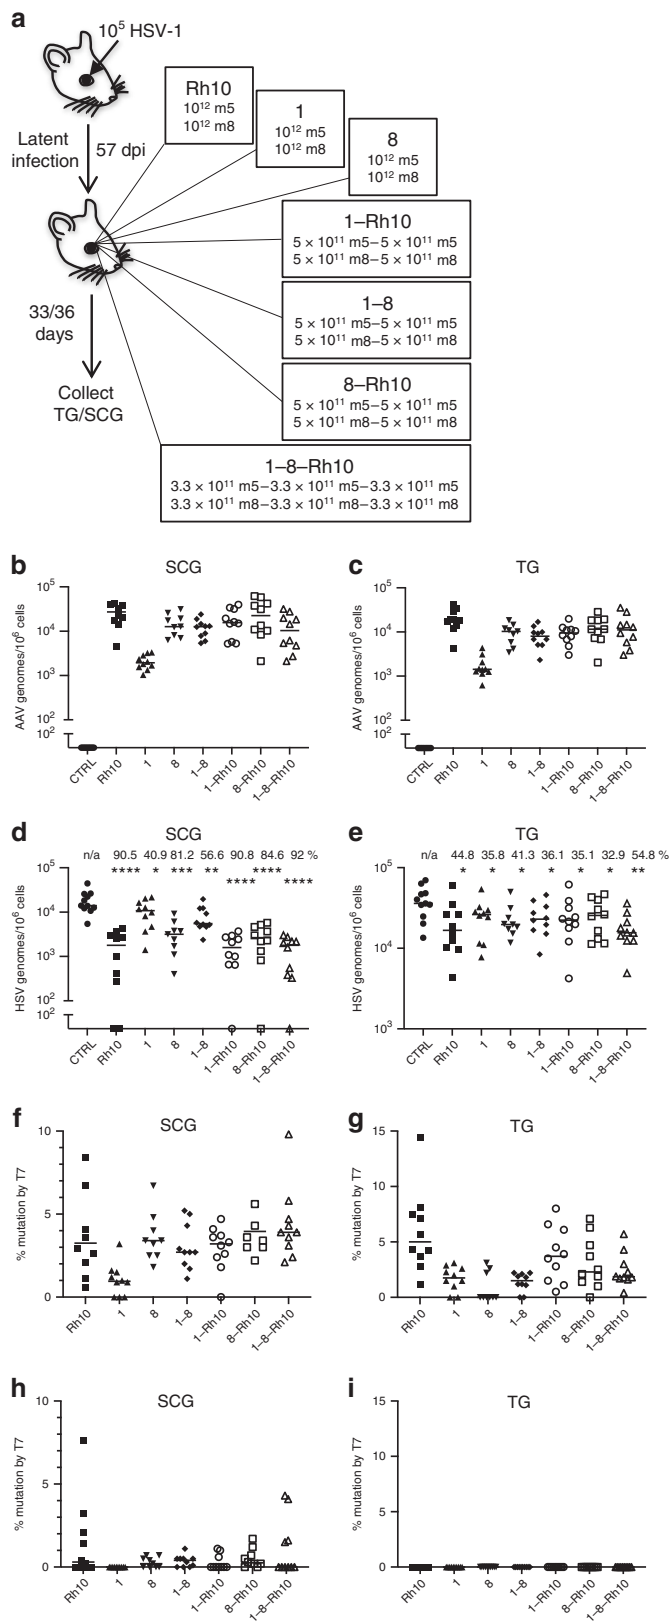 a
10⁵ HSV-1
Latent
infection
57 dpi
33/36
days
Collect
TG/SCG
Rh10
10¹² m5
10¹² m8
1
10¹² m5
10¹² m8
8
10¹² m5
10¹² m8
1–Rh10
5 × 10¹¹ m5–5 × 10¹¹ m5
5 × 10¹¹ m8–5 × 10¹¹ m8
1–8
5 × 10¹¹ m5–5 × 10¹¹ m5
5 × 10¹¹ m8–5 × 10¹¹ m8
8–Rh10
5 × 10¹¹ m5–5 × 10¹¹ m5
5 × 10¹¹ m8–5 × 10¹¹ m8
1–8–Rh10
3.3 × 10¹¹ m5–3.3 × 10¹¹ m5–3.3 × 10¹¹ m5
3.3 × 10¹¹ m8–3.3 × 10¹¹ m8–3.3 × 10¹¹ m8
b
SCG
AAV genomes/10⁶ cells
10⁵
10⁴
10³
10²
10²
CTRL Rh10 1 8 1–8 1–Rh10 8–Rh10 1–8–Rh10
c
TG
AAV genomes/10⁶ cells
10⁵
10⁴
10³
10²
10²
CTRL Rh10 1 8 1–8 1–Rh10 8–Rh10 1–8–Rh10
d
SCG
n/a 90.5 40.9 81.2 56.6 90.8 84.6 92 %
**** * *** ** **** **** ****
HSV genomes/10⁶ cells
10⁵
10⁴
10³
10²
10²
CTRL Rh10 1 8 1–8 1–Rh10 8–Rh10 1–8–Rh10
e
TG
n/a 44.8 35.8 41.3 36.1 35.1 32.9 54.8 %
* * * * * * **
HSV genomes/10⁶ cells
10⁵
10⁴
10³
CTRL Rh10 1 8 1–8 1–Rh10 8–Rh10 1–8–Rh10
f
SCG
% mutation by T7
10
5
0
Rh10 1 8 1–8 1–Rh10 8–Rh10 1–8–Rh10
g
TG
% mutation by T7
15
10
5
0
Rh10 1 8 1–8 1–Rh10 8–Rh10 1–8–Rh10
h
SCG
% mutation by T7
10
5
0
Rh10 1 8 1–8 1–Rh10 8–Rh10 1–8–Rh10
i
TG
% mutation by T7
15
10
5
0
Rh10 1 8 1–8 1–Rh10 8–Rh10 1–8–Rh10